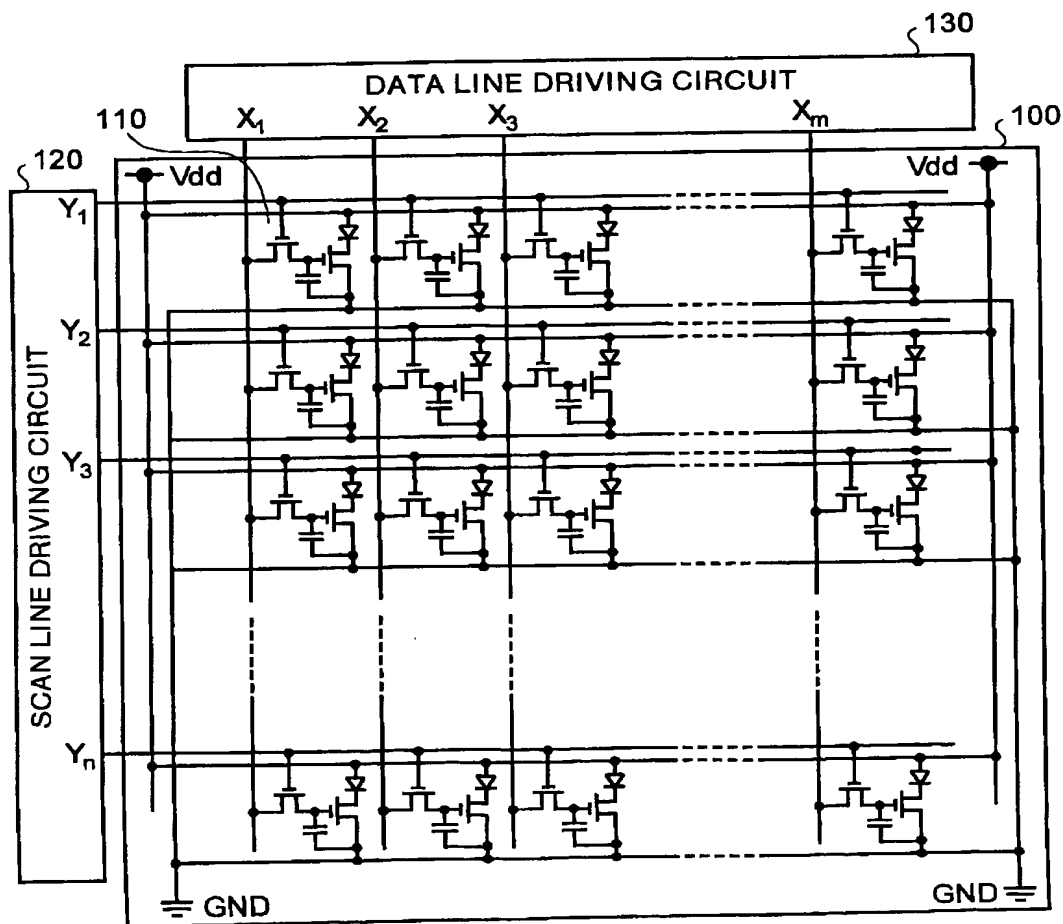 130
DATA LINE DRIVING CIRCUIT
X1 X2 X3 Xm
110
100
120
Vdd
Vdd
Y1
Y2
Y3
Yn
SCAN LINE DRIVING CIRCUIT
GND
GND